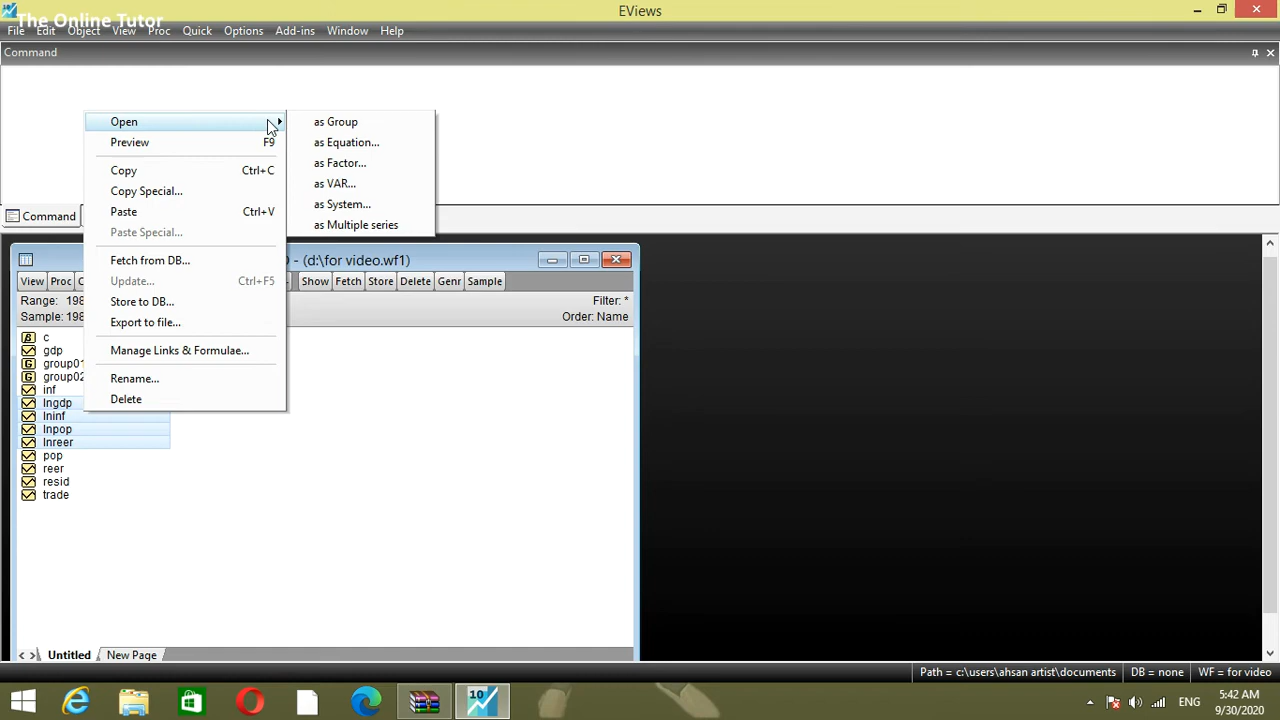 The Online Tutor
EViews
File Edit Object View Proc Quick Options Add-ins Window Help
Command
Open
Preview F9
Copy Ctrl+C
Copy Special...
Paste Ctrl+V
Paste Special...
Fetch from DB...
Update... Ctrl+F5
Store to DB...
Export to file...
Manage Links & Formulae...
Rename...
Delete
as Group
as Equation...
as Factor...
as VAR...
as System...
as Multiple series
Command
- (d:\for video.wf1)
View Proc Show Fetch Store Delete Genr Sample
Range: 198 Filter: *
Sample: 198 Order: Name
c
gdp
group01
group02
inf
lngdp
lninf
lnpop
lnreer
pop
reer
resid
trade
Untitled New Page
Path = c:\users\ahsan artist\documents DB = none WF = for video
10
ENG
5:42 AM
9/30/2020